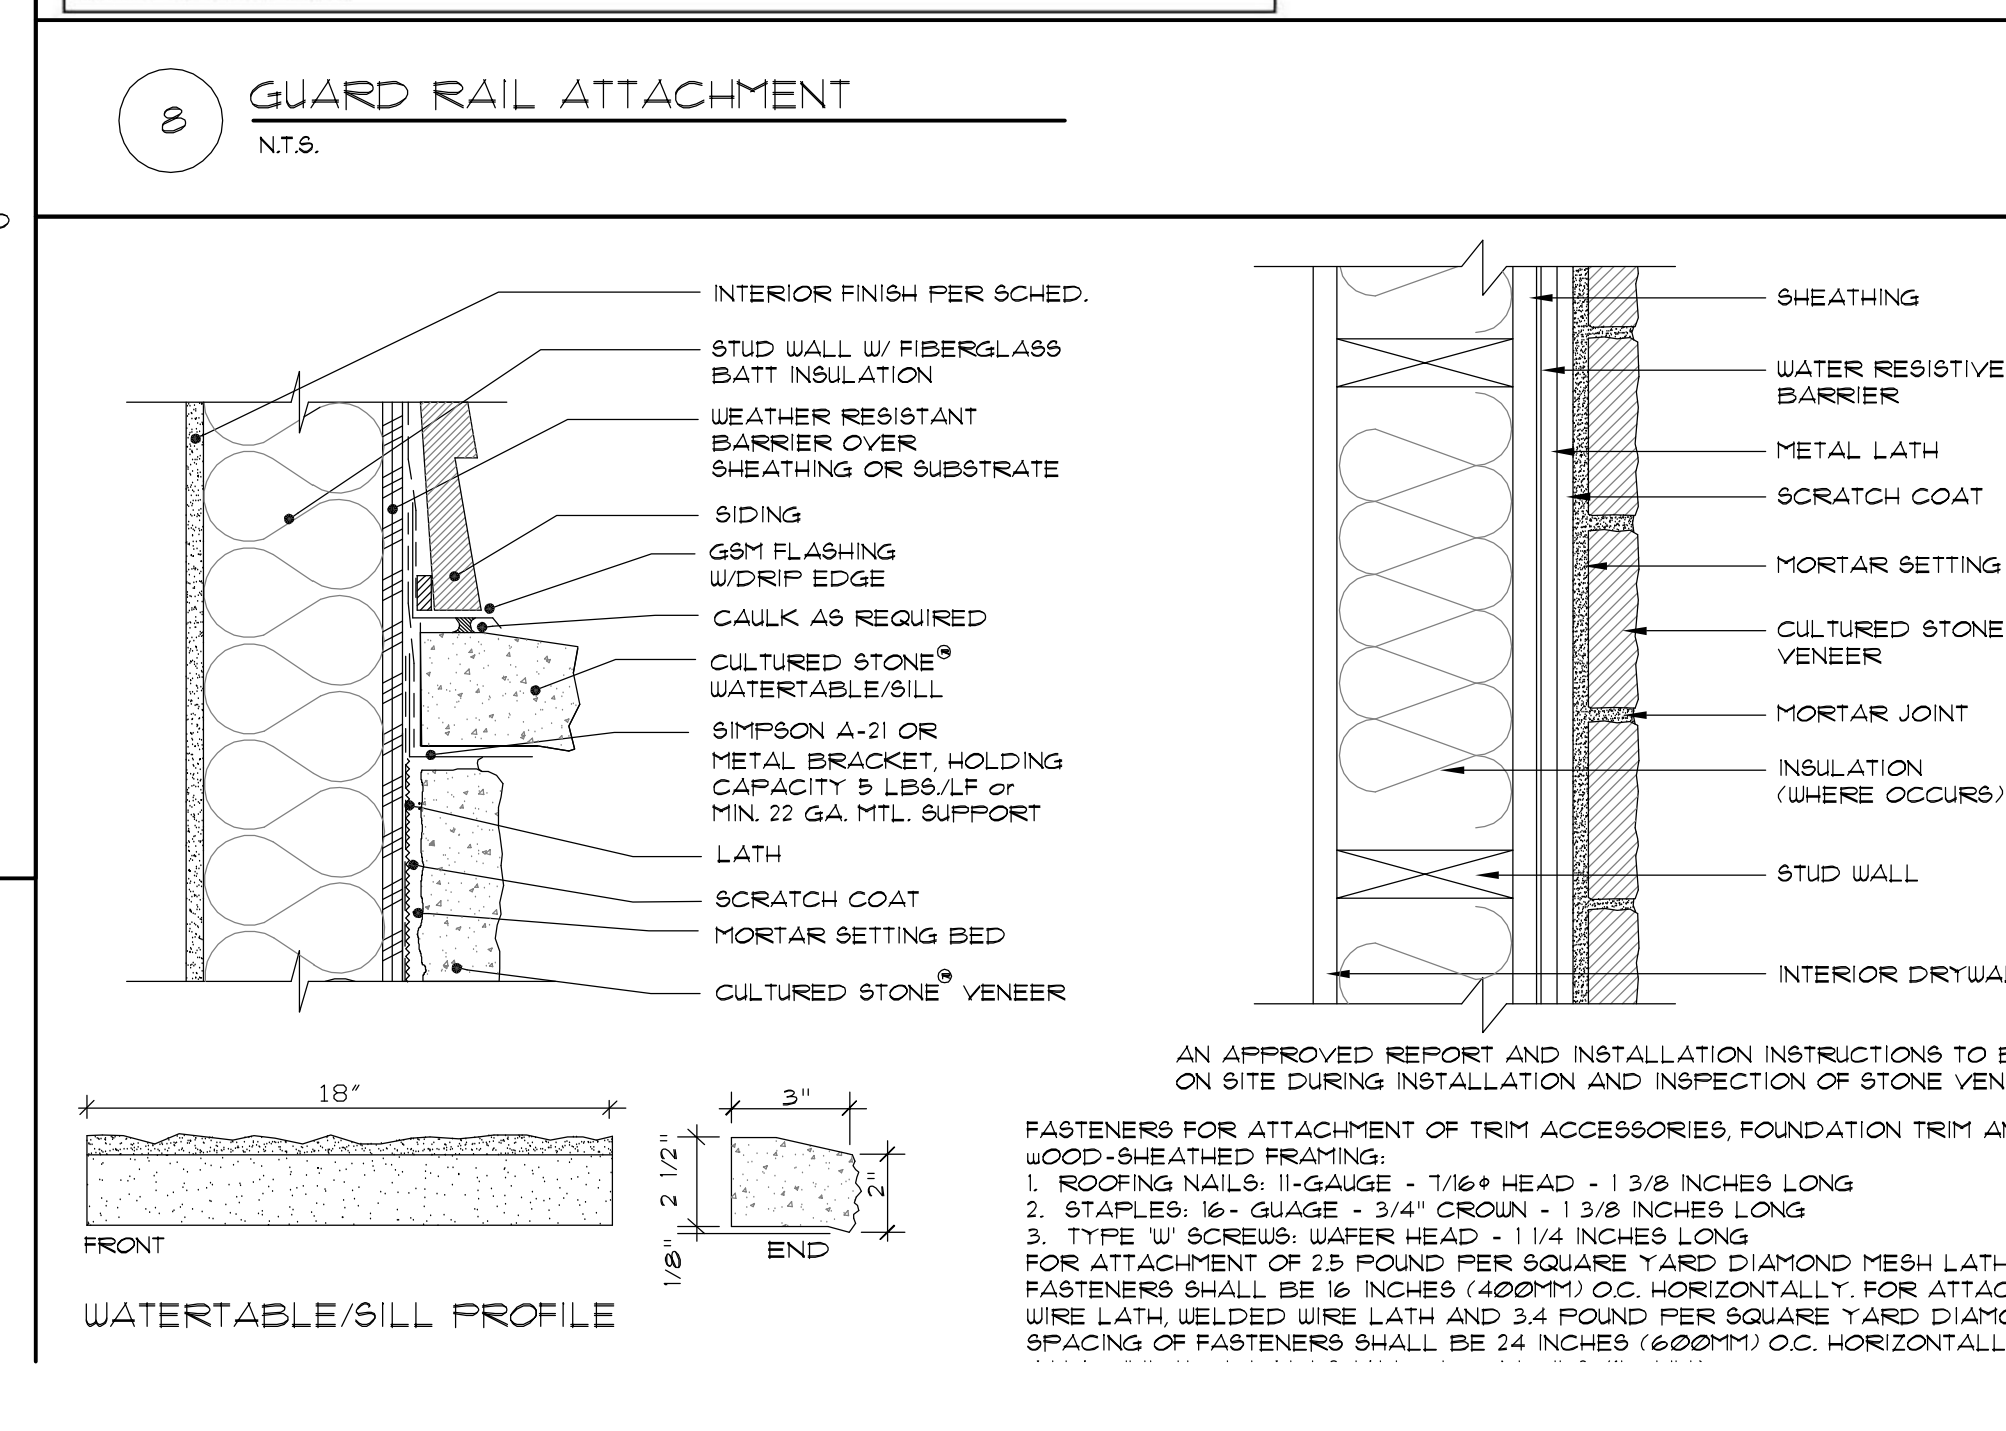 8
GUARD RAIL ATTACHMENT
N.T.S.
INTERIOR FINISH PER SCHED.
STUD WALL W/ FIBERGLASS
BATT INSULATION
WEATHER RESISTANT
BARRIER OVER
SHEATHING OR SUBSTRATE
SIDING
GSM FLASHING
W/DRIP EDGE
CAULK AS REQUIRED
CULTURED STONE®
WATERTABLE/SILL
SIMPSON A-21 OR
METAL BRACKET, HOLDING
CAPACITY 5 LBS./LF or
MIN. 22 GA. MTL. SUPPORT
LATH
SCRATCH COAT
MORTAR SETTING BED
CULTURED STONE® VENEER
SHEATHING
WATER RESISTIVE
BARRIER
METAL LATH
SCRATCH COAT
MORTAR SETTING
CULTURED STONE
VENEER
MORTAR JOINT
INSULATION
(WHERE OCCURS)
STUD WALL
INTERIOR
18"
FRONT
3"
2 1/2"
2"
1/8"
END
WATERTABLE/SILL PROFILE
AN APPROVED REPORT AND INSTALLATION INSTRUCTIONS TO
ON SITE DURING INSTALLATION AND INSPECTION OF STONE
FASTENERS FOR ATTACHMENT OF TRIM ACCESSORIES, FOUNDATION TRIM
WOOD-SHEATHED FRAMING:
1. ROOFING NAILS: 11-GAUGE - 7/16⌀ HEAD - 1 3/8 INCHES LONG
2. STAPLES: 16- GUAGE - 3/4" CROWN - 1 3/8 INCHES LONG
3. TYPE 'W' SCREWS: WAFER HEAD - 1 1/4 INCHES LONG
FOR ATTACHMENT OF 2.5 POUND PER SQUARE YARD DIAMOND MESH LATH
FASTENERS SHALL BE 16 INCHES (400MM) O.C. HORIZONTALLY. FOR
WIRE LATH, WELDED WIRE LATH AND 3.4 POUND PER SQUARE YARD
SPACING OF FASTENERS SHALL BE 24 INCHES (600MM) O.C.